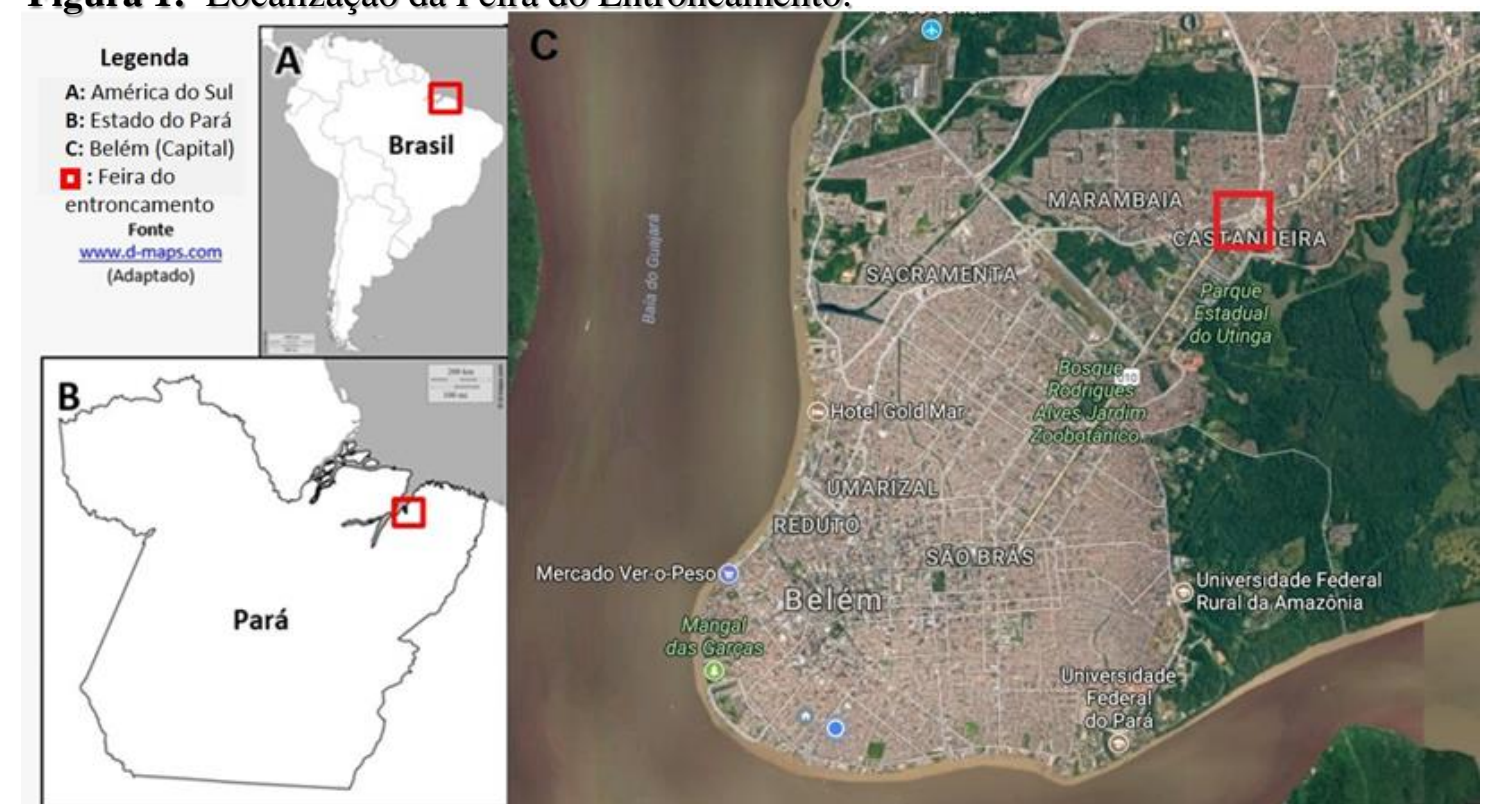 Figura 1: Localização da Feira do Entroncamento.
Legenda
A: América do Sul
B: Estado do Pará
C: Belém (Capital)
: Feira do
entroncamento
Fonte
www.d-maps.com
(Adaptado)
A
Brasil
B
200 km
Pará
C
MARAMBAIA
CASTANHEIRA
Baía do Guajará
SACRAMENTA
Parque
Estadual
do Utinga
Bosque
Rodrigues
Alves Jardim
Zoobotânico...
010
Hotel Gold Mar
UMARIZAL
REDUTO
SÃO BRÁS
Mercado Ver-o-Peso
Belém
Universidade Federal
Rural da Amazônia
Mangal
das Garças
Universidade
Federal
do Pará